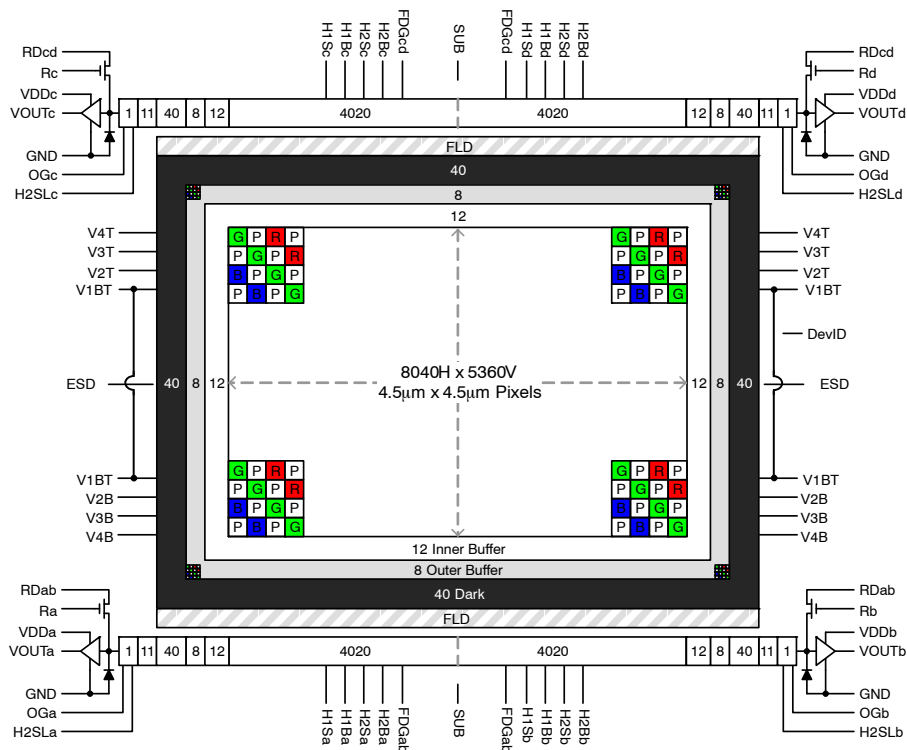 H1Sc H1Bc H2Sc H2Bc FDGcd SUB FDGcd H1Sd H1Bd H2Sd H2Bd
RDcd RDcd
Rc Rd
VDDc VDDd
VOUTc 1 11 40 8 12 4020 4020 12 8 40 11 1 VOUTd
GND FLD GND
OGc 40 OGd
H2SLc 8 H2SLd
12
V4T G P R P G P R P V4T
V3T P G P R P G P R V3T
V2T B P G P B P G P V2T
V1BT P B P G P B P G V1BT
DevID
8040H x 5360V
ESD 40 8 12 12 8 40 ESD
4.5µm x 4.5µm Pixels
V1BT G P R P G P R P V1BT
V2B P G P R P G P R V2B
V3B B P G P B P G P V3B
V4B P B P G P R P G V4B
12 Inner Buffer
8 Outer Buffer
RDab 40 Dark RDab
Ra FLD Rb
VDDa VDDb
VOUTa 1 11 40 8 12 4020 4020 12 8 40 11 1 VOUTb
GND GND
OGa OGb
H2SLa H2SLb
H1Sa H1Ba H2Sa H2Ba FDGab SUB FDGab H1Sb H1Bb H2Sb H2Bb